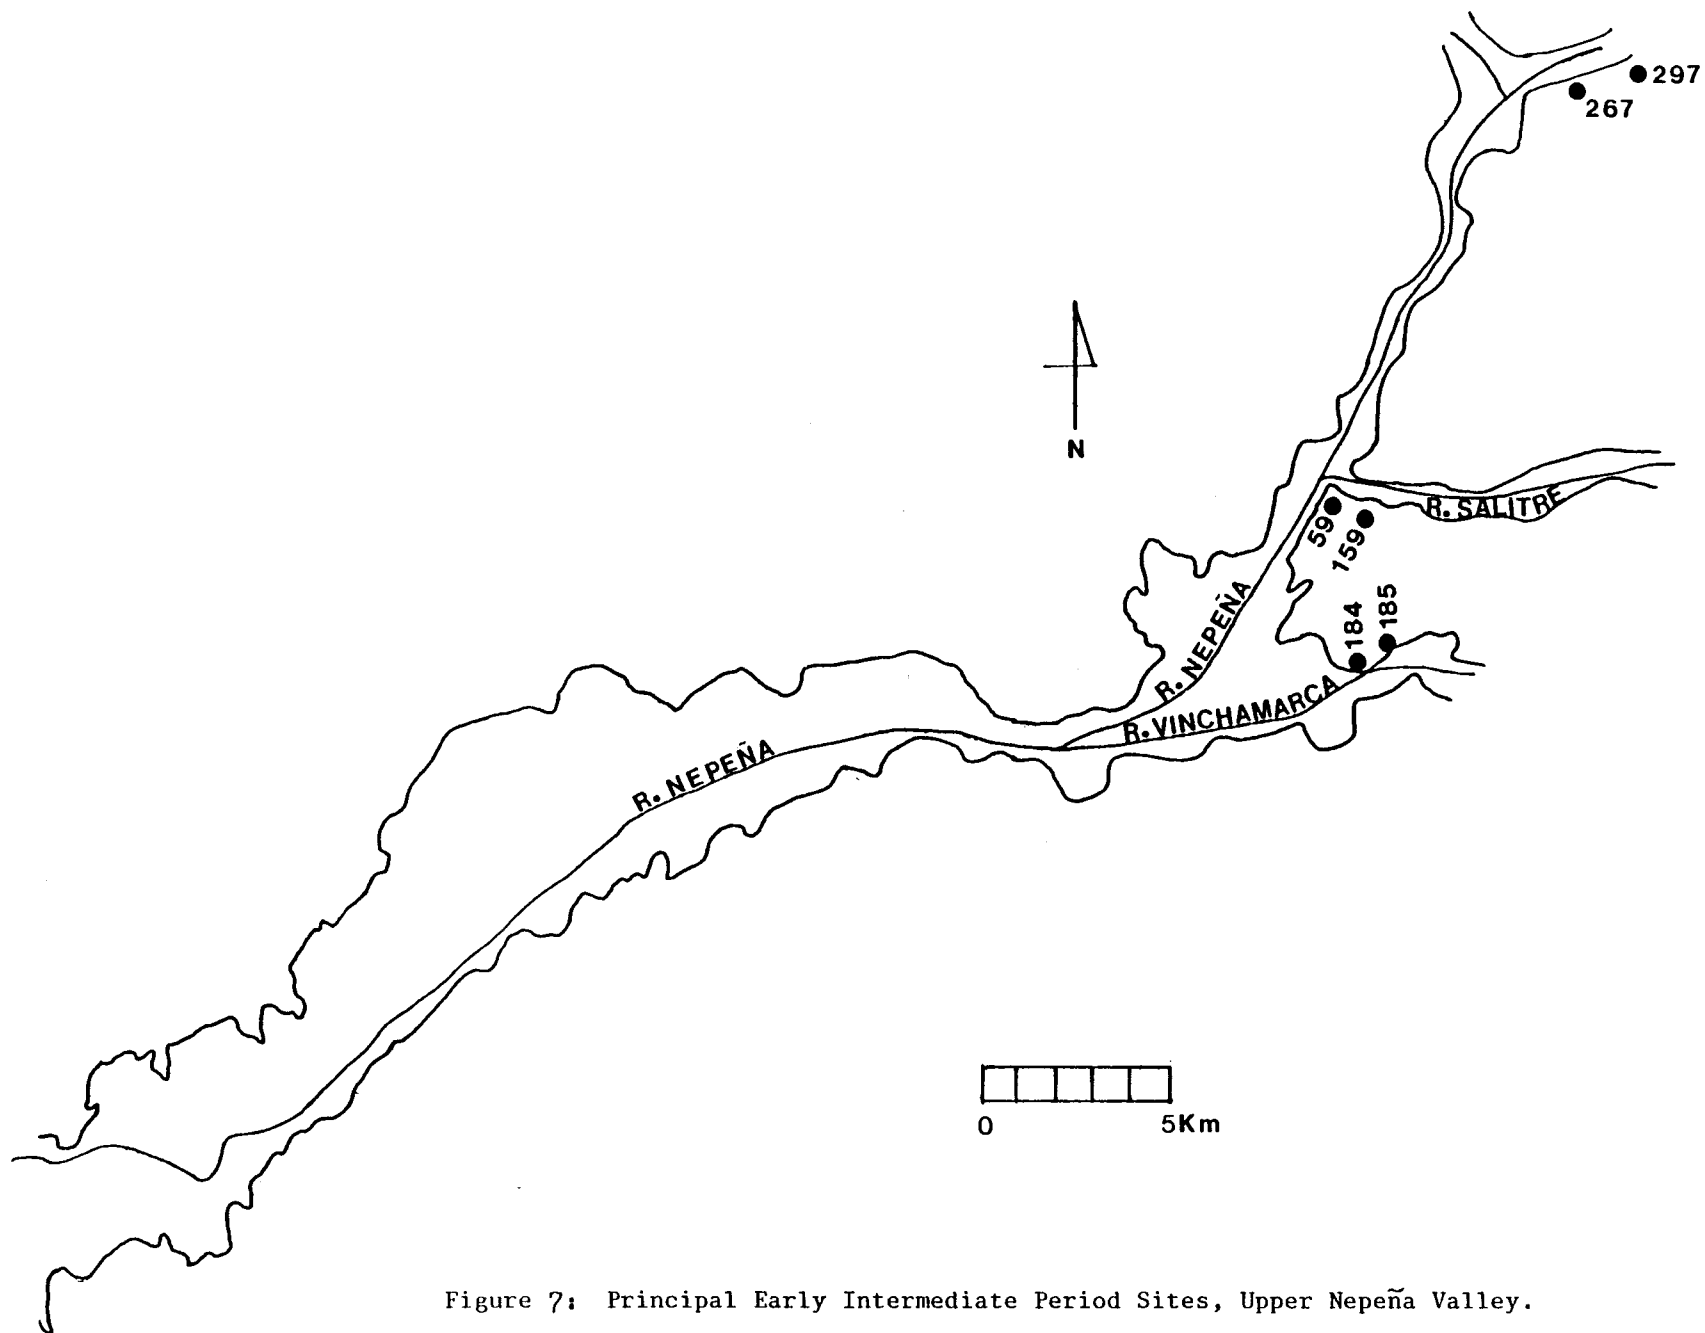 297
267
N
R. SALITRE
59
159
184
185
R. NEPEÑA
R. VINCHAMARCA
R. NEPEÑA
0 5Km
Figure 7: Principal Early Intermediate Period Sites, Upper Nepeña Valley.